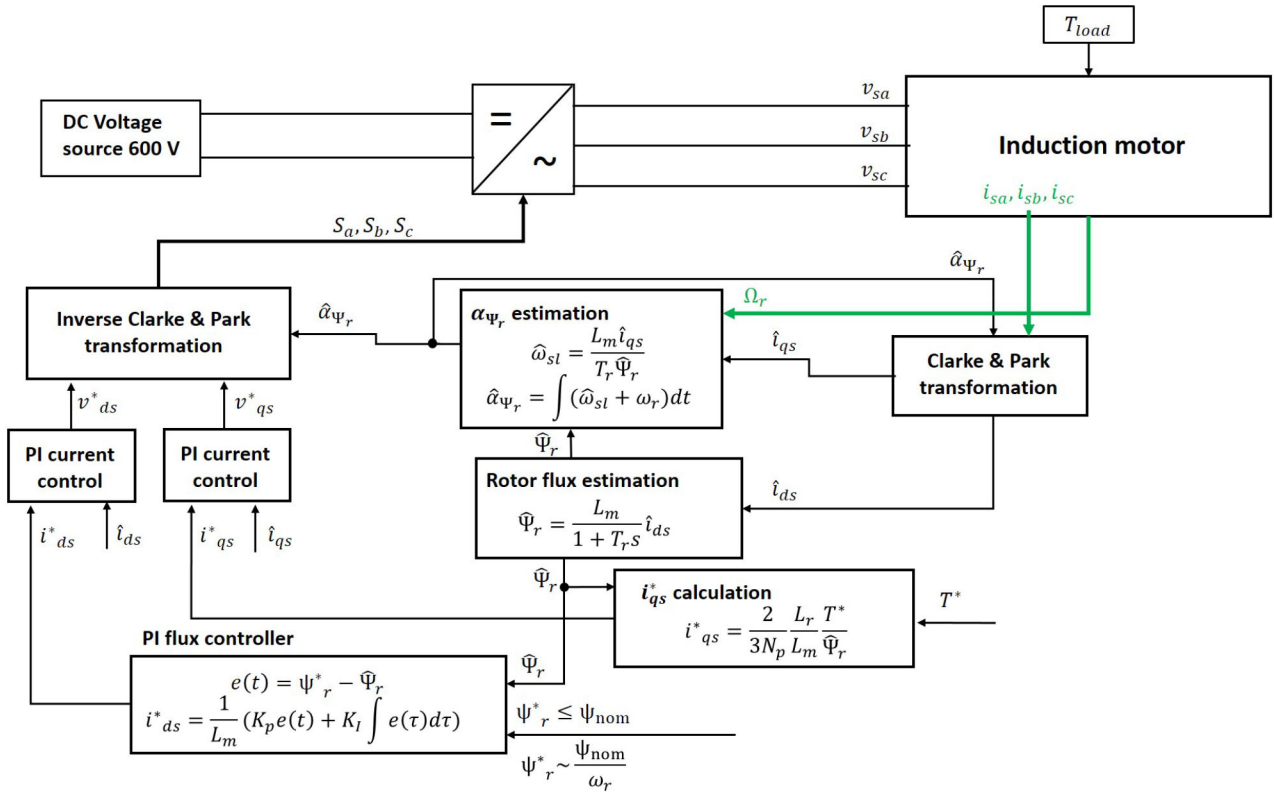 T_load
DC Voltage
source 600 V
=
~
v_sa
v_sb
v_sc
Induction motor
i_sa, i_sb, i_sc
S_a, S_b, S_c
α̂_Ψr
Ω_r
Inverse Clarke & Park
transformation
α̂_Ψr
α_Ψr estimation
ω̂_sl = L_m î_qs / T_r Ψ̂_r
α̂_Ψr = ∫(ω̂_sl + ω_r)dt
î_qs
Clarke & Park
transformation
v*_ds
v*_qs
PI current
control
PI current
control
Ψ̂_r
Rotor flux estimation
Ψ̂_r = L_m / (1 + T_r s) î_ds
î_ds
i*_ds
î_ds
i*_qs
î_qs
Ψ̂_r
i*_qs calculation
i*_qs = 2/(3N_p) L_r/L_m T*/Ψ̂_r
T*
PI flux controller
e(t) = ψ*_r − Ψ̂_r
i*_ds = 1/L_m (K_p e(t) + K_I ∫ e(τ)dτ)
Ψ̂_r
ψ*_r ≤ ψ_nom
ψ*_r ~ ψ_nom / ω_r